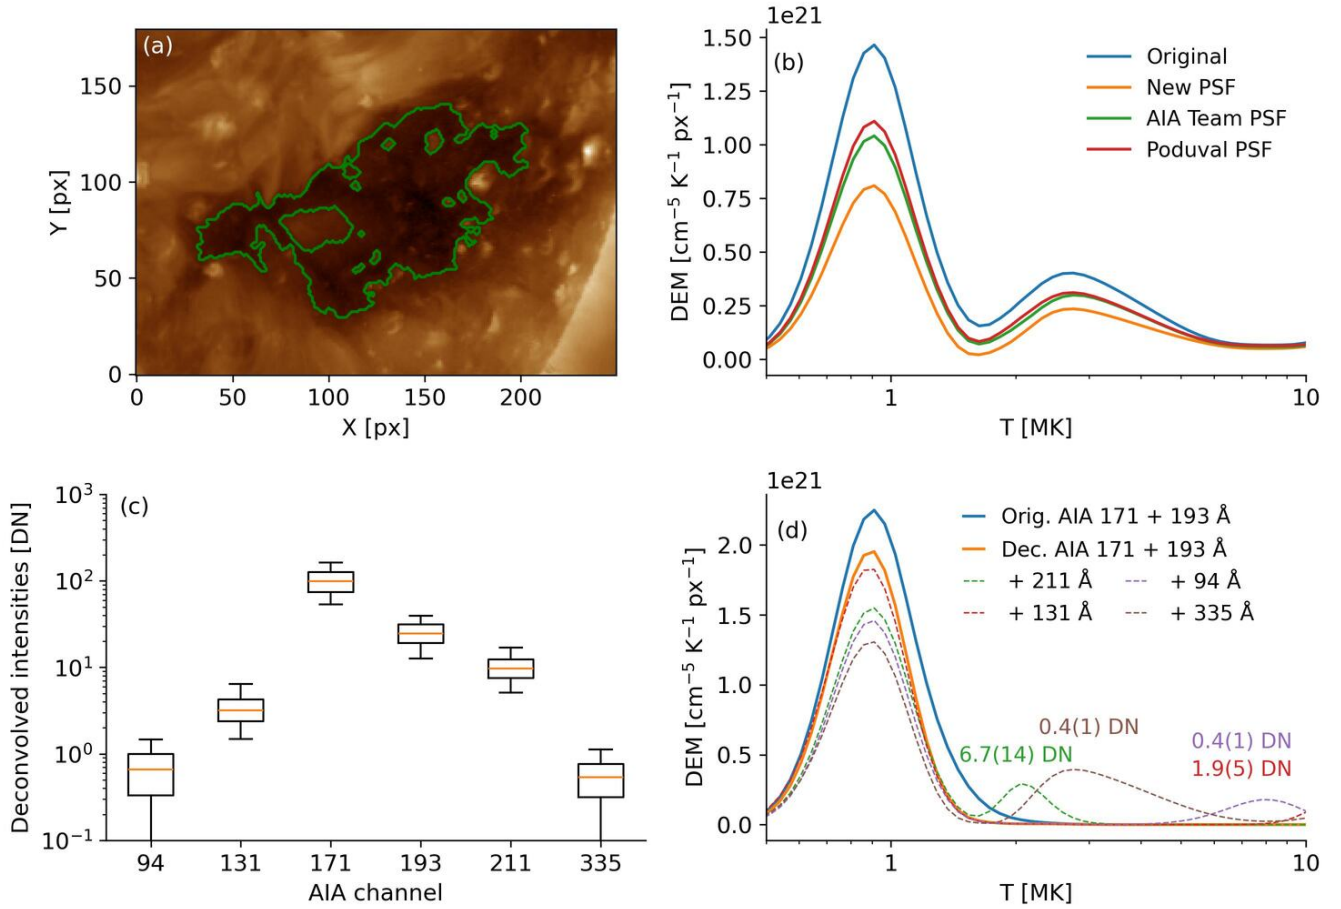 (a)
150
100
50
0
Y [px]
0 50 100 150 200
X [px]
1e21
(b)
Original
New PSF
AIA Team PSF
Poduval PSF
1.50
1.25
1.00
0.75
0.50
0.25
0.00
DEM [cm⁻⁵ K⁻¹ px⁻¹]
1 10
T [MK]
(c)
10³
10²
10¹
10⁰
10⁻¹
Deconvolved intensities [DN]
94 131 171 193 211 335
AIA channel
1e21
(d)
Orig. AIA 171 + 193 Å
Dec. AIA 171 + 193 Å
+ 211 Å + 94 Å
+ 131 Å + 335 Å
2.0
1.5
1.0
0.5
0.0
DEM [cm⁻⁵ K⁻¹ px⁻¹]
0.4(1) DN
6.7(14) DN
0.4(1) DN
1.9(5) DN
1 10
T [MK]